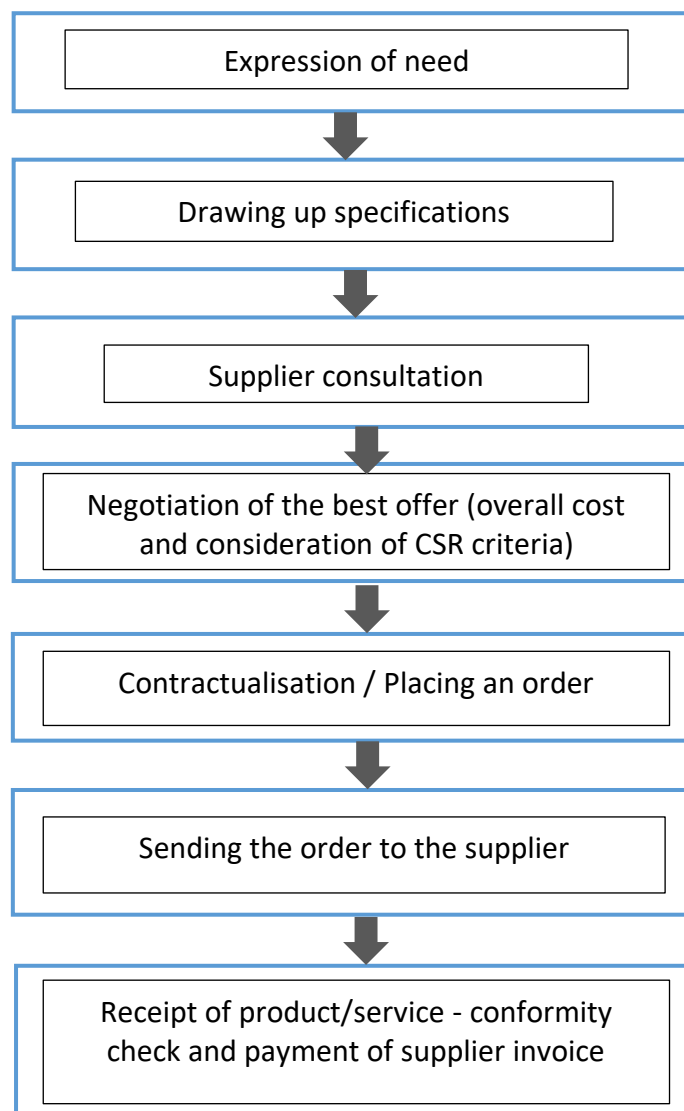 Expression of need
Drawing up specifications
Supplier consultation
Negotiation of the best offer (overall cost
and consideration of CSR criteria)
Contractualisation / Placing an order
Sending the order to the supplier
Receipt of product/service - conformity
check and payment of supplier invoice